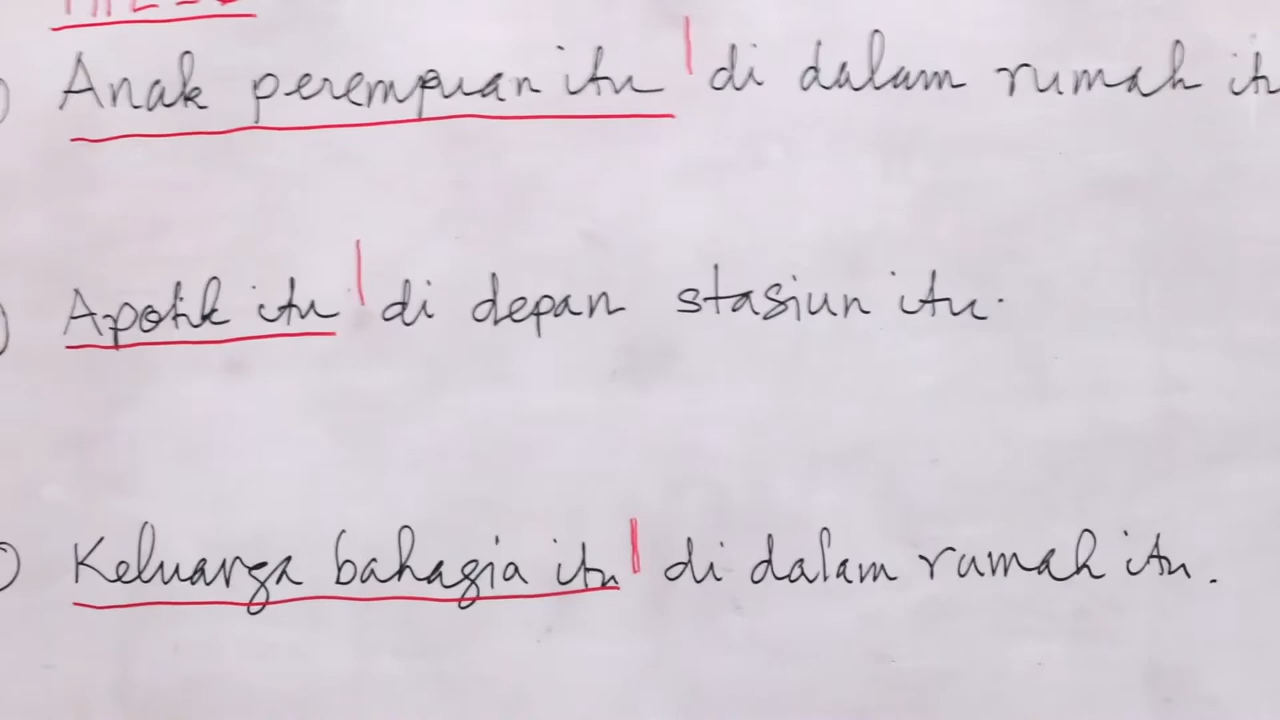 Anak perempuan itu di dalam rumah
Apotik itu di depan stasiun itu.
Keluarga bahagia itu di dalam rumah itu.